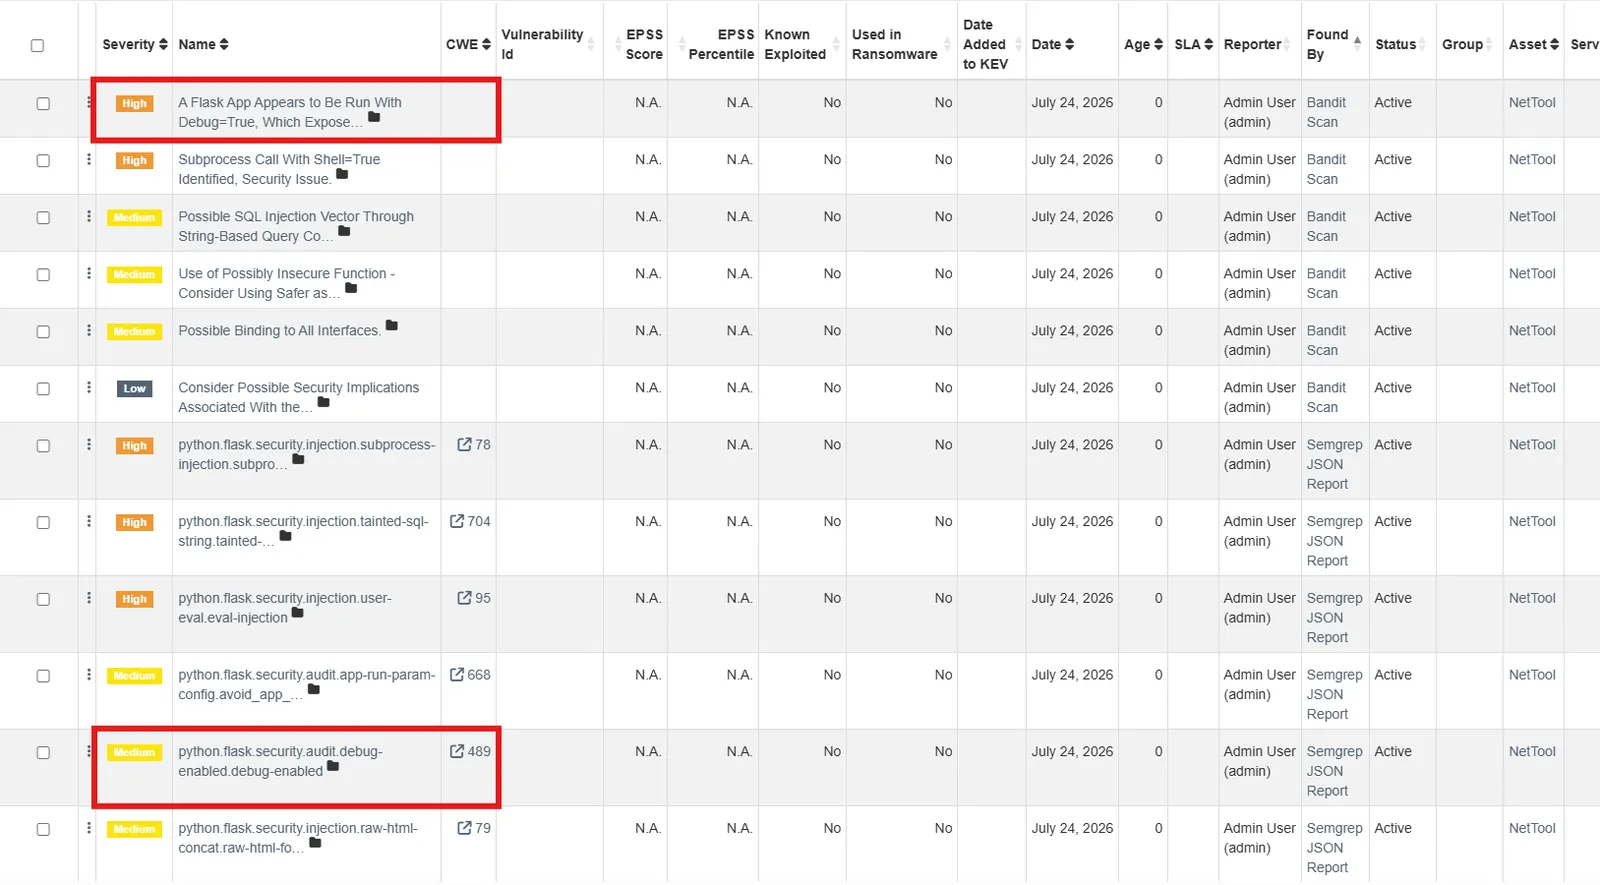 Severity Name CWE Vulnerability Id EPSS Score EPSS Percentile Known Exploited Used in Ransomware Date Added to KEV Date Age SLA Reporter Found By Status Group Asset Serv
High A Flask App Appears to Be Run With N.A. N.A. No No July 24, 2026 0 Admin User Bandit Active NetTool
Debug=True, Which Expose... (admin) Scan
High Subprocess Call With Shell=True N.A. N.A. No No July 24, 2026 0 Admin User Bandit Active NetTool
Identified, Security Issue. (admin) Scan
Medium Possible SQL Injection Vector Through N.A. N.A. No No July 24, 2026 0 Admin User Bandit Active NetTool
String-Based Query Co... (admin) Scan
Medium Use of Possibly Insecure Function - N.A. N.A. No No July 24, 2026 0 Admin User Bandit Active NetTool
Consider Using Safer as... (admin) Scan
Medium Possible Binding to All Interfaces. N.A. N.A. No No July 24, 2026 0 Admin User Bandit Active NetTool
(admin) Scan
Low Consider Possible Security Implications N.A. N.A. No No July 24, 2026 0 Admin User Bandit Active NetTool
Associated With the... (admin) Scan
High python.flask.security.injection.subprocess- 78 N.A. N.A. No No July 24, 2026 0 Admin User Semgrep Active NetTool
injection.subpro... (admin) JSON
Report
High python.flask.security.injection.tainted-sql- 704 N.A. N.A. No No July 24, 2026 0 Admin User Semgrep Active NetTool
string.tainted-... (admin) JSON
Report
High python.flask.security.injection.user- 95 N.A. N.A. No No July 24, 2026 0 Admin User Semgrep Active NetTool
eval.eval-injection (admin) JSON
Report
Medium python.flask.security.audit.app-run-param- 668 N.A. N.A. No No July 24, 2026 0 Admin User Semgrep Active NetTool
config.avoid_app_... (admin) JSON
Report
Medium python.flask.security.audit.debug- 489 N.A. N.A. No No July 24, 2026 0 Admin User Semgrep Active NetTool
enabled.debug-enabled (admin) JSON
Report
Medium python.flask.security.injection.raw-html- 79 N.A. N.A. No No July 24, 2026 0 Admin User Semgrep Active NetTool
concat.raw-html-fo... (admin) JSON
Report